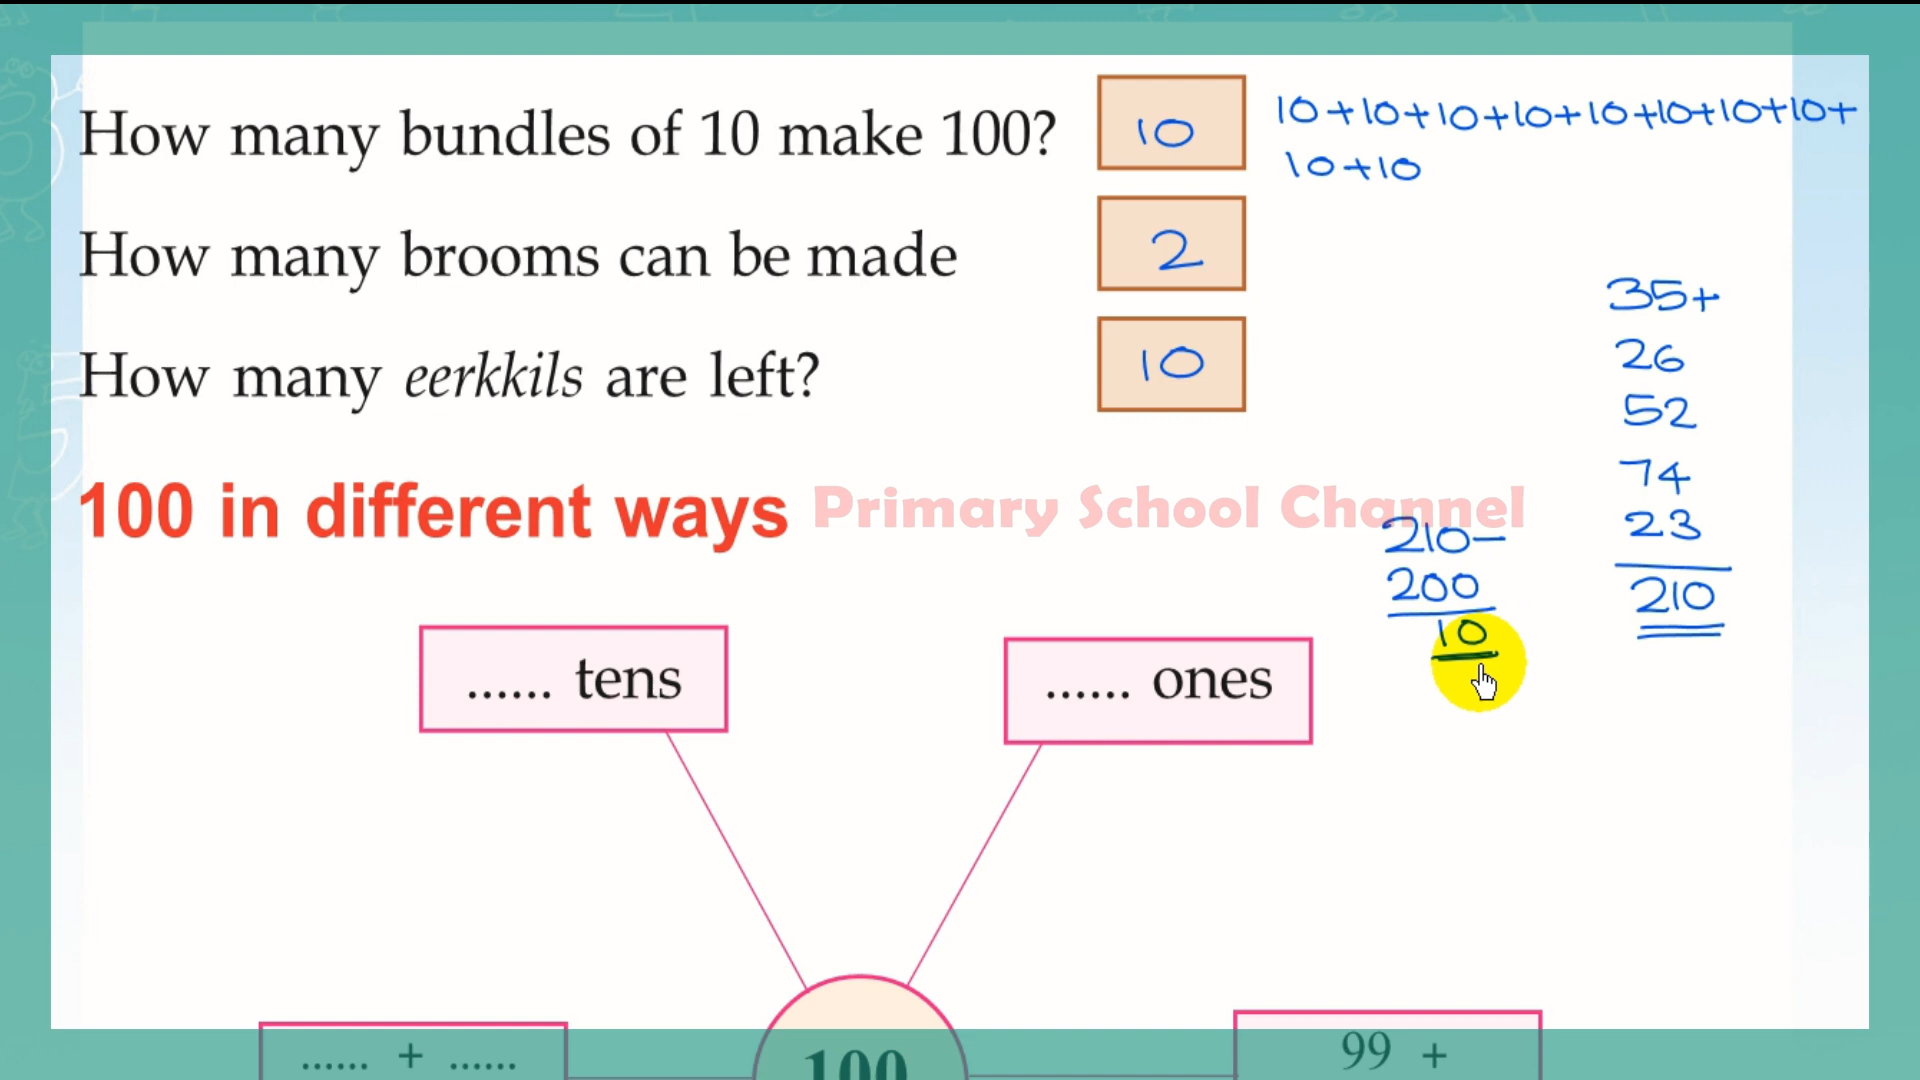 How many bundles of 10 make 100? 10 10+10+10+10+10+10+10+10+
10+10
How many brooms can be made 2
How many eerkkils are left? 10
35+
26
52
74
23
210
100 in different ways
Primary School Channel
210-
200
10
...... tens
...... ones
...... + ......
100
99 +